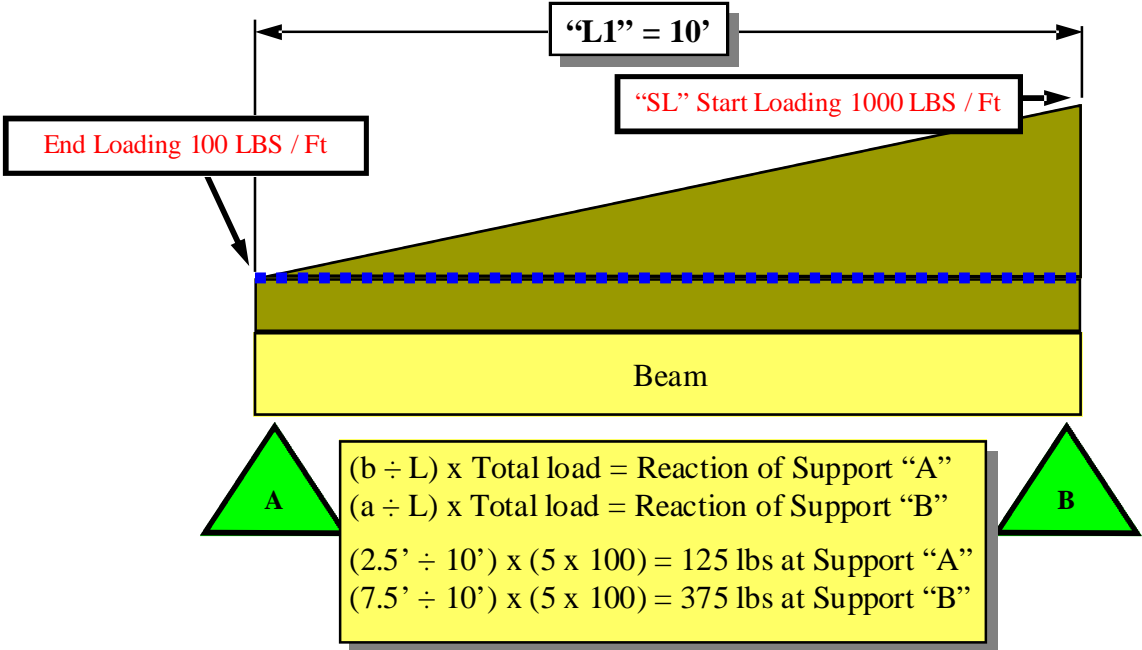 “L1” = 10’
“SL” Start Loading 1000 LBS / Ft
End Loading 100 LBS / Ft
Beam
A
B
(b ÷ L) x Total load = Reaction of Support “A”
(a ÷ L) x Total load = Reaction of Support “B”
(2.5’ ÷ 10’) x (5 x 100) = 125 lbs at Support “A”
(7.5’ ÷ 10’) x (5 x 100) = 375 lbs at Support “B”